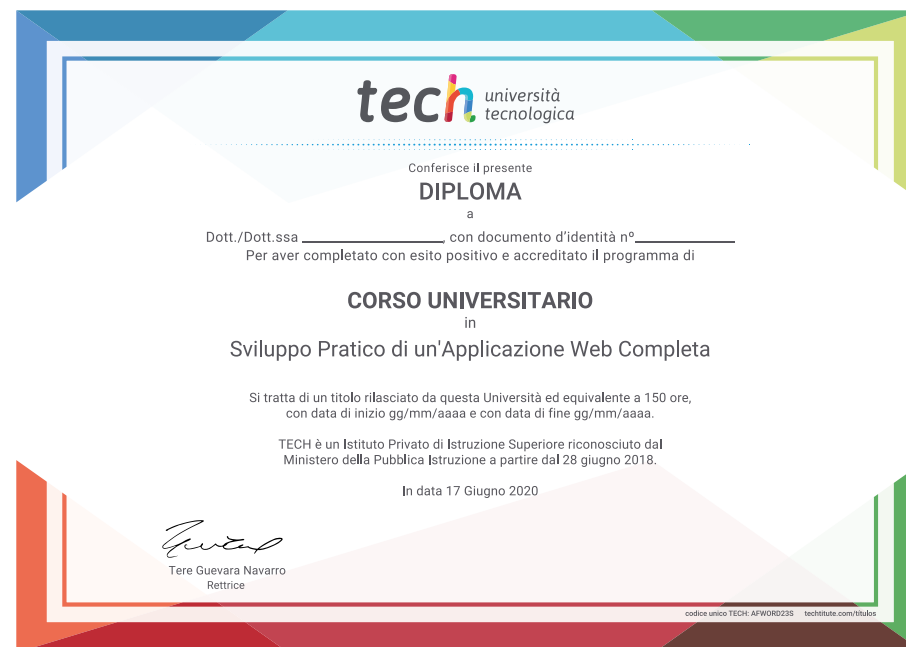 tech università
tecnologica
Conferisce il presente
DIPLOMA
a
Dott./Dott.ssa ________________, con documento d'identità nº____________
Per aver completato con esito positivo e accreditato il programma di
CORSO UNIVERSITARIO
in
Sviluppo Pratico di un'Applicazione Web Completa
Si tratta di un titolo rilasciato da questa Università ed equivalente a 150 ore,
con data di inizio gg/mm/aaaa e con data di fine gg/mm/aaaa.
TECH è un Istituto Privato di Istruzione Superiore riconosciuto dal
Ministero della Pubblica Istruzione a partire dal 28 giugno 2018.
In data 17 Giugno 2020
Tere Guevara Navarro
Rettrice
codice unico TECH: AFWORD23S techtitute.com/titulos